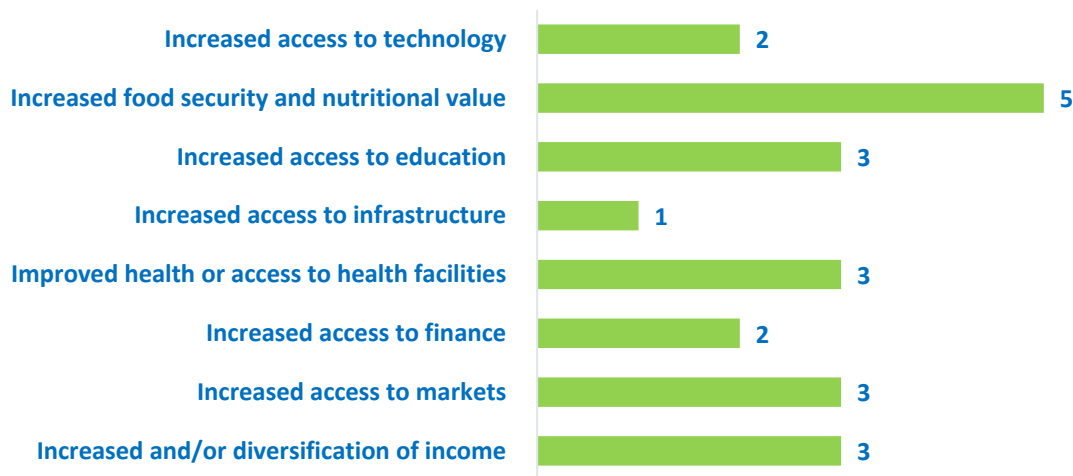 Increased access to technology 2
Increased food security and nutritional value 5
Increased access to education 3
Increased access to infrastructure 1
Improved health or access to health facilities 3
Increased access to finance 2
Increased access to markets 3
Increased and/or diversification of income 3